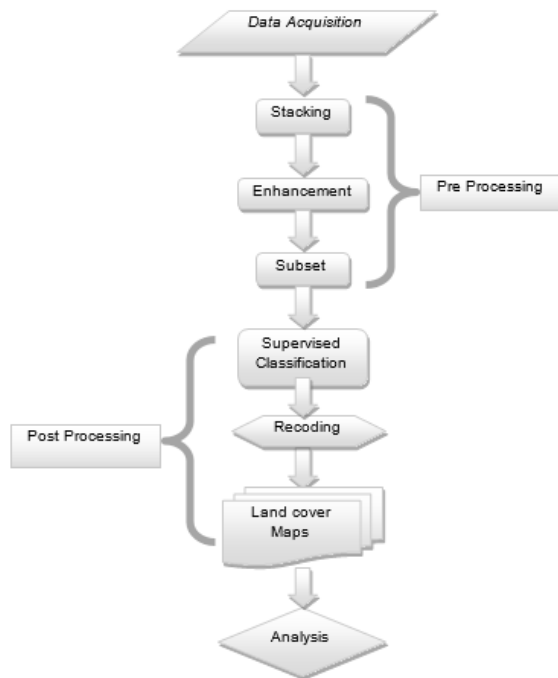 Data Acquisition
Stacking
Enhancement
Pre Processing
Subset
Supervised
Classification
Recoding
Post Processing
Land cover
Maps
Analysis